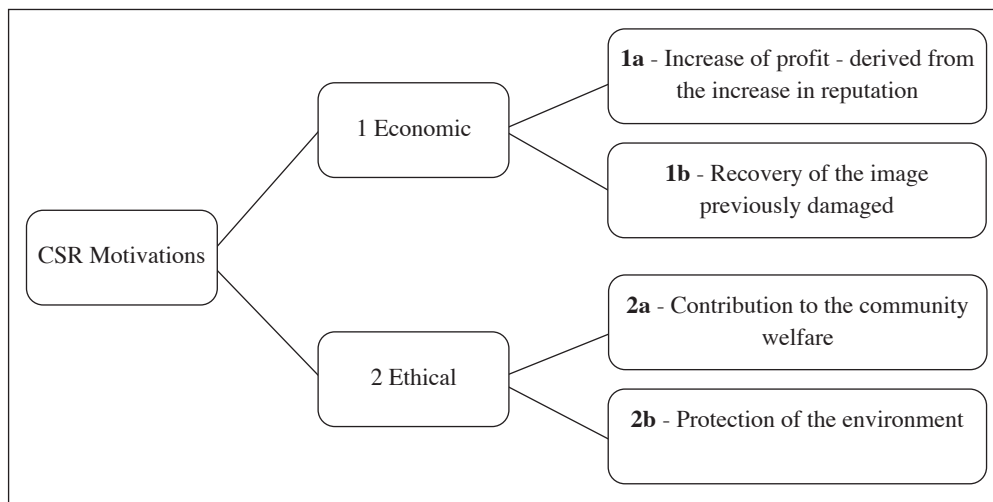 1a - Increase of profit - derived from
the increase in reputation
1 Economic
1b - Recovery of the image
previously damaged
CSR Motivations
2a - Contribution to the community
welfare
2 Ethical
2b - Protection of the environment